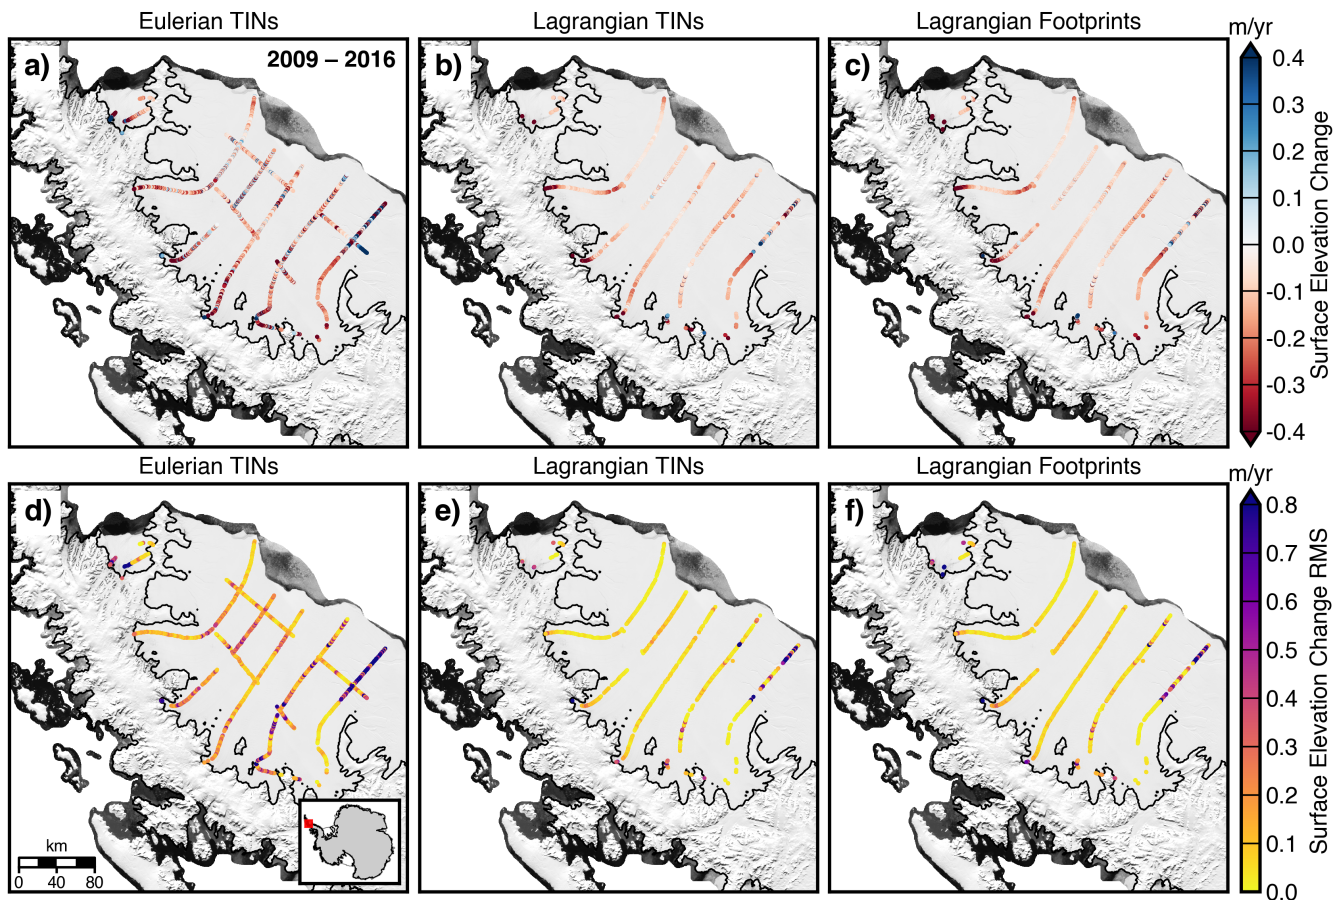 Eulerian TINs
Lagrangian TINs
Lagrangian Footprints
m/yr
a)
2009 – 2016
b)
c)
0.4
0.3
0.2
0.1
0.0
-0.1
-0.2
-0.3
-0.4
Surface Elevation Change
Eulerian TINs
Lagrangian TINs
Lagrangian Footprints
m/yr
d)
e)
f)
0.8
0.7
0.6
0.5
0.4
0.3
0.2
0.1
0.0
Surface Elevation Change RMS
km
0 40 80